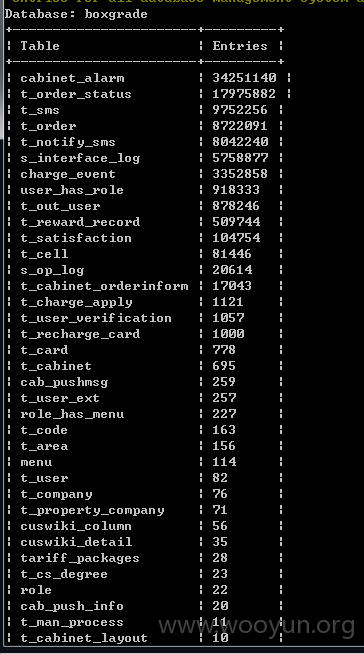 Database: boxgrade
+--------------------+----------+
| Table | Entries |
+--------------------+----------+
| cabinet_alarm | 34251140 |
| t_order_status | 17975882 |
| t_sms | 9752256 |
| t_order | 8722091 |
| t_notify_sms | 8042240 |
| s_interface_log | 5758877 |
| charge_event | 3352858 |
| user_has_role | 918333 |
| t_out_user | 878246 |
| t_reward_record | 509744 |
| t_satisfaction | 104754 |
| t_cell | 81446 |
| s_op_log | 20614 |
| t_cabinet_orderinform | 17043 |
| t_charge_apply | 1121 |
| t_user_verification | 1057 |
| t_recharge_card | 1000 |
| t_card | 778 |
| t_cabinet | 695 |
| cab_pushmsg | 259 |
| t_user_ext | 257 |
| role_has_menu | 227 |
| t_code | 163 |
| t_area | 156 |
| menu | 114 |
| t_user | 82 |
| t_company | 76 |
| t_property_company | 71 |
| cuswiki_column | 56 |
| cuswiki_detail | 35 |
| tariff_packages | 28 |
| t_cs_degree | 23 |
| role | 22 |
| cab_push_info | 20 |
| t_man_process | 11 |
| t_cabinet_layout | 10 |
www.wooyun.org